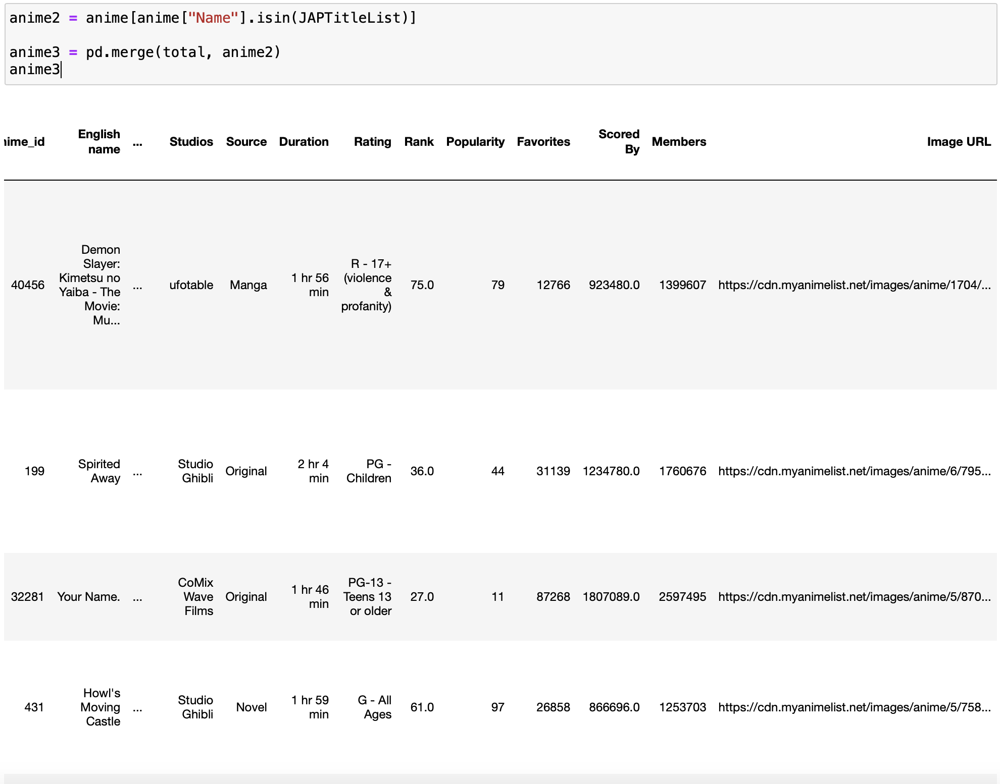 anime2 = anime[anime["Name"].isin(JAPTitleList)]
anime3 = pd.merge(total, anime2)
anime3
nime_id English name ... Studios Source Duration Rating Rank Popularity Favorites Scored By Members Image URL
40456 Demon Slayer: Kimetsu no Yaiba - The Movie: Mu... ... ufotable Manga 1 hr 56 min R - 17+ (violence & profanity) 75.0 79 12766 923480.0 1399607 https://cdn.myanimelist.net/images/anime/1704/...
199 Spirited Away ... Studio Ghibli Original 2 hr 4 min PG - Children 36.0 44 31139 1234780.0 1760676 https://cdn.myanimelist.net/images/anime/6/795...
32281 Your Name. ... CoMix Wave Films Original 1 hr 46 min PG-13 - Teens 13 or older 27.0 11 87268 1807089.0 2597495 https://cdn.myanimelist.net/images/anime/5/870...
431 Howl's Moving Castle ... Studio Ghibli Novel 1 hr 59 min G - All Ages 61.0 97 26858 866696.0 1253703 https://cdn.myanimelist.net/images/anime/5/758...